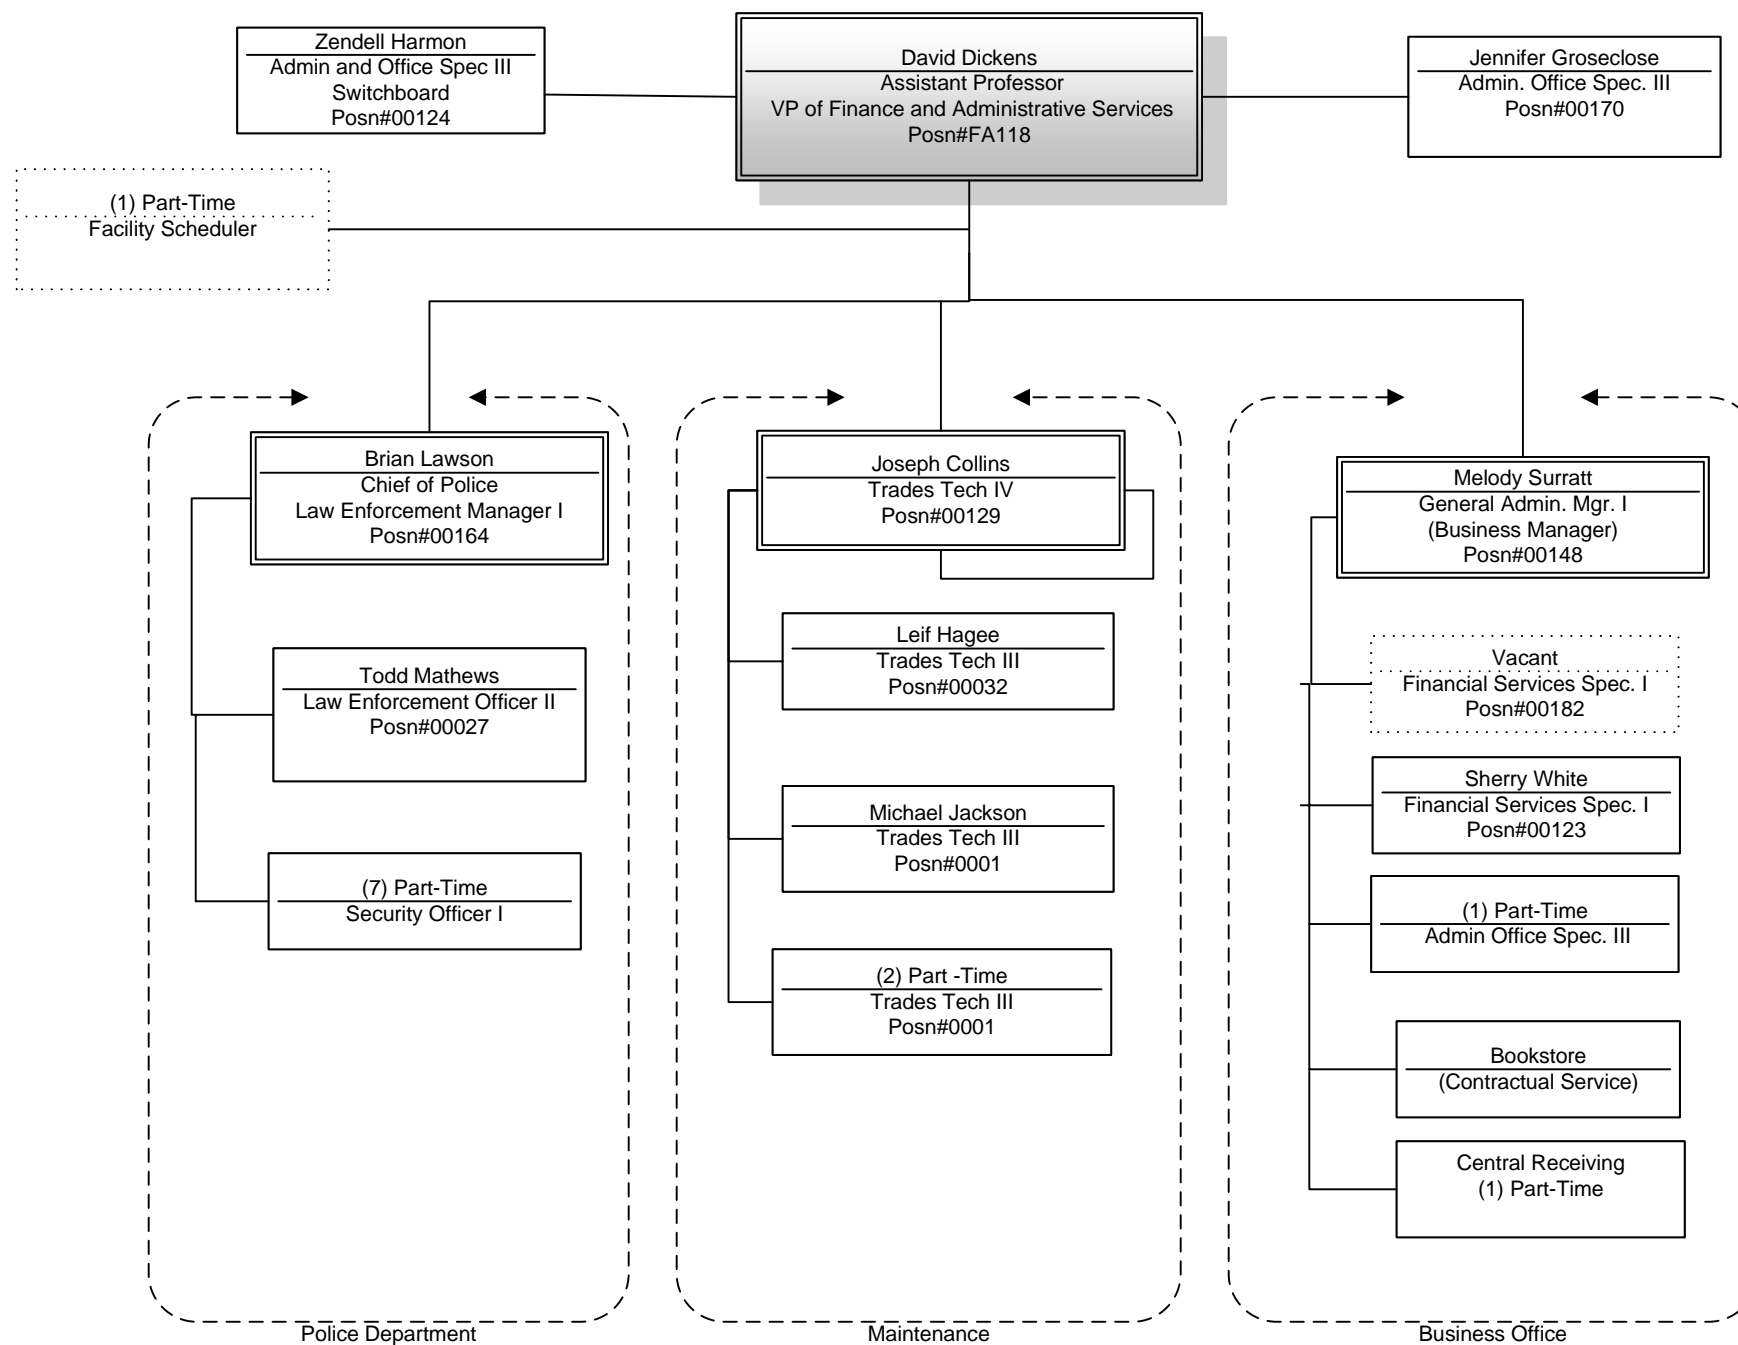 Zendell Harmon
Admin and Office Spec III
Switchboard
Posn#00124
David Dickens
Assistant Professor
VP of Finance and Administrative Services
Posn#FA118
Jennifer Groseclose
Admin. Office Spec. III
Posn#00170
(1) Part-Time
Facility Scheduler
Brian Lawson
Chief of Police
Law Enforcement Manager I
Posn#00164
Todd Mathews
Law Enforcement Officer II
Posn#00027
(7) Part-Time
Security Officer I
Police Department
Joseph Collins
Trades Tech IV
Posn#00129
Leif Hagee
Trades Tech III
Posn#00032
Michael Jackson
Trades Tech III
Posn#0001
(2) Part -Time
Trades Tech III
Posn#0001
Maintenance
Melody Surratt
General Admin. Mgr. I
(Business Manager)
Posn#00148
Vacant
Financial Services Spec. I
Posn#00182
Sherry White
Financial Services Spec. I
Posn#00123
(1) Part-Time
Admin Office Spec. III
Bookstore
(Contractual Service)
Central Receiving
(1) Part-Time
Business Office